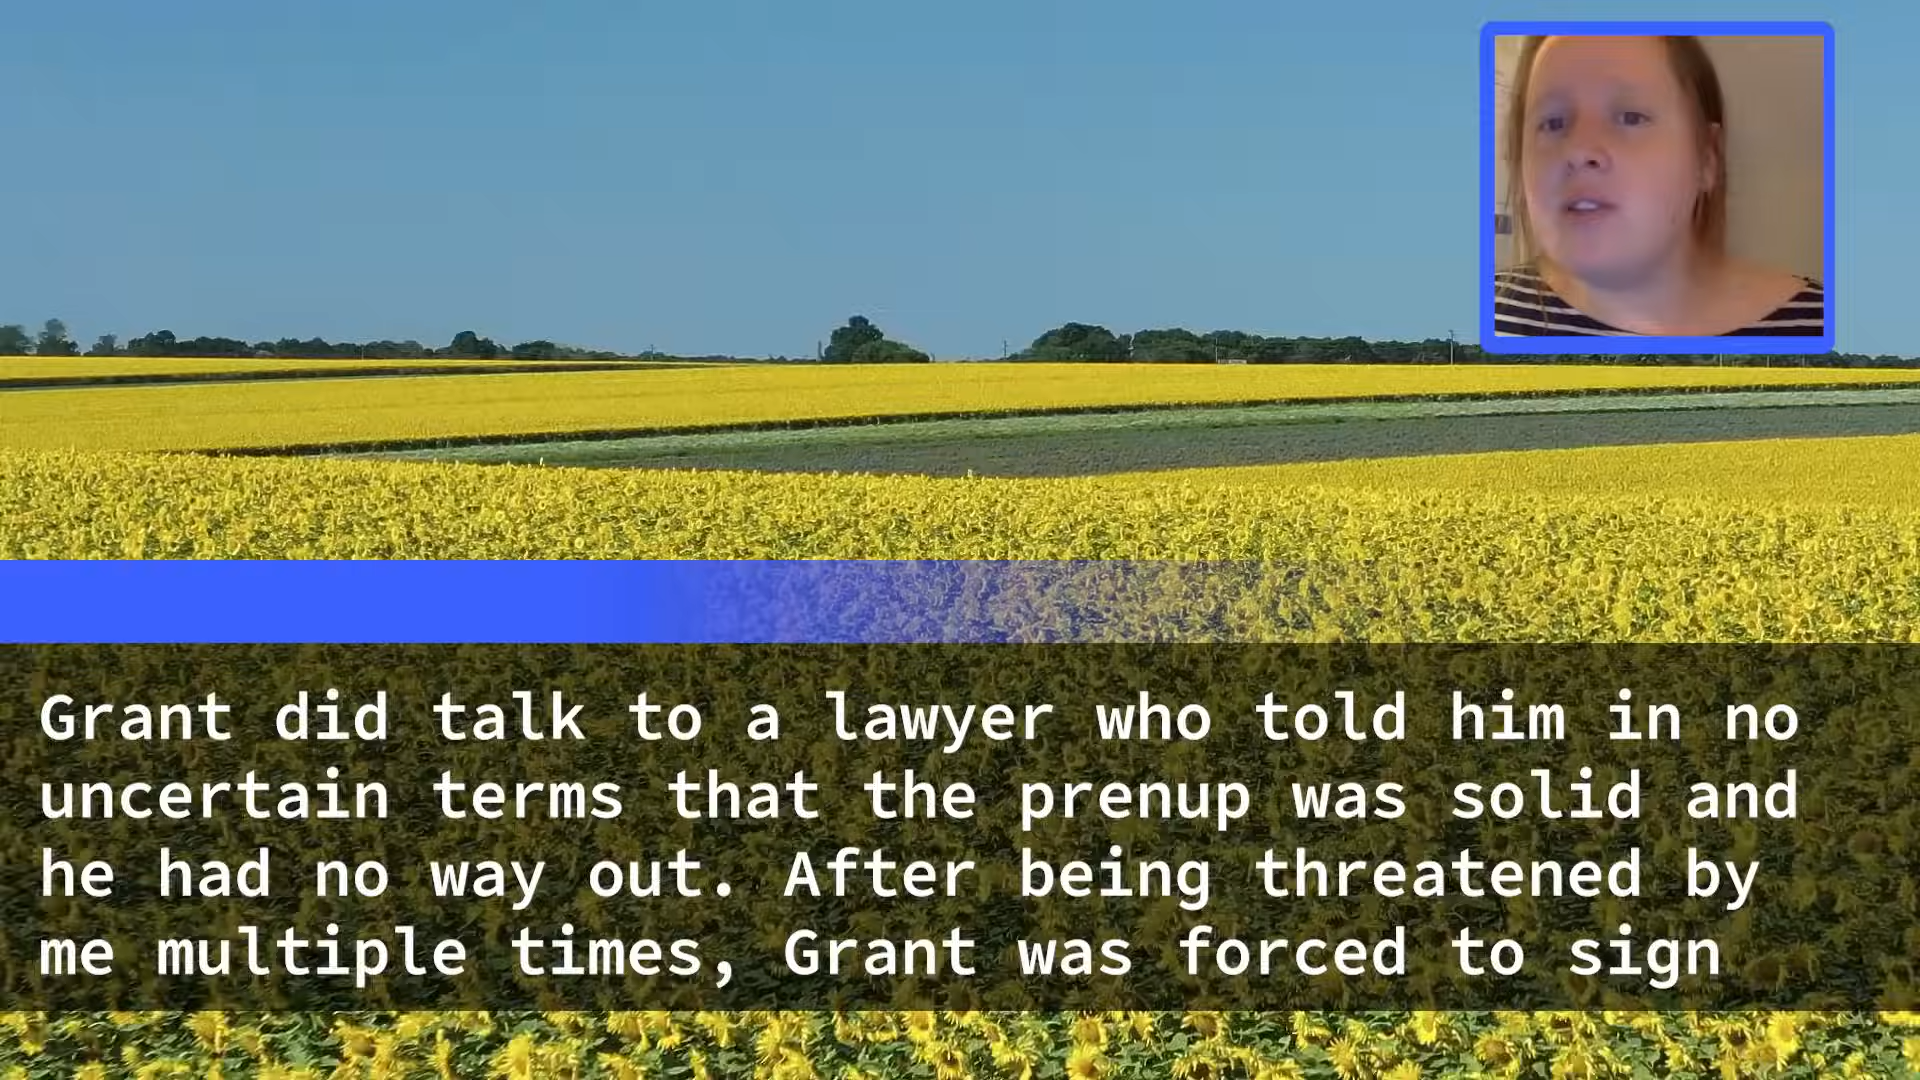 Grant did talk to a lawyer who told him in no
uncertain terms that the prenup was solid and
he had no way out. After being threatened by
me multiple times, Grant was forced to sign